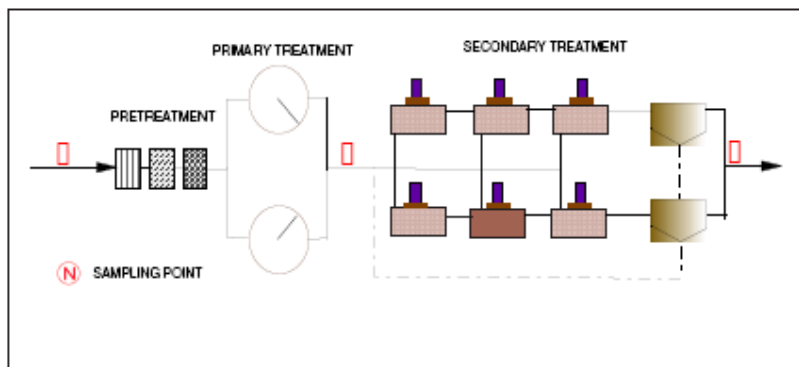 PRIMARY TREATMENT
SECONDARY TREATMENT
PRETREATMENT
N SAMPLING POINT